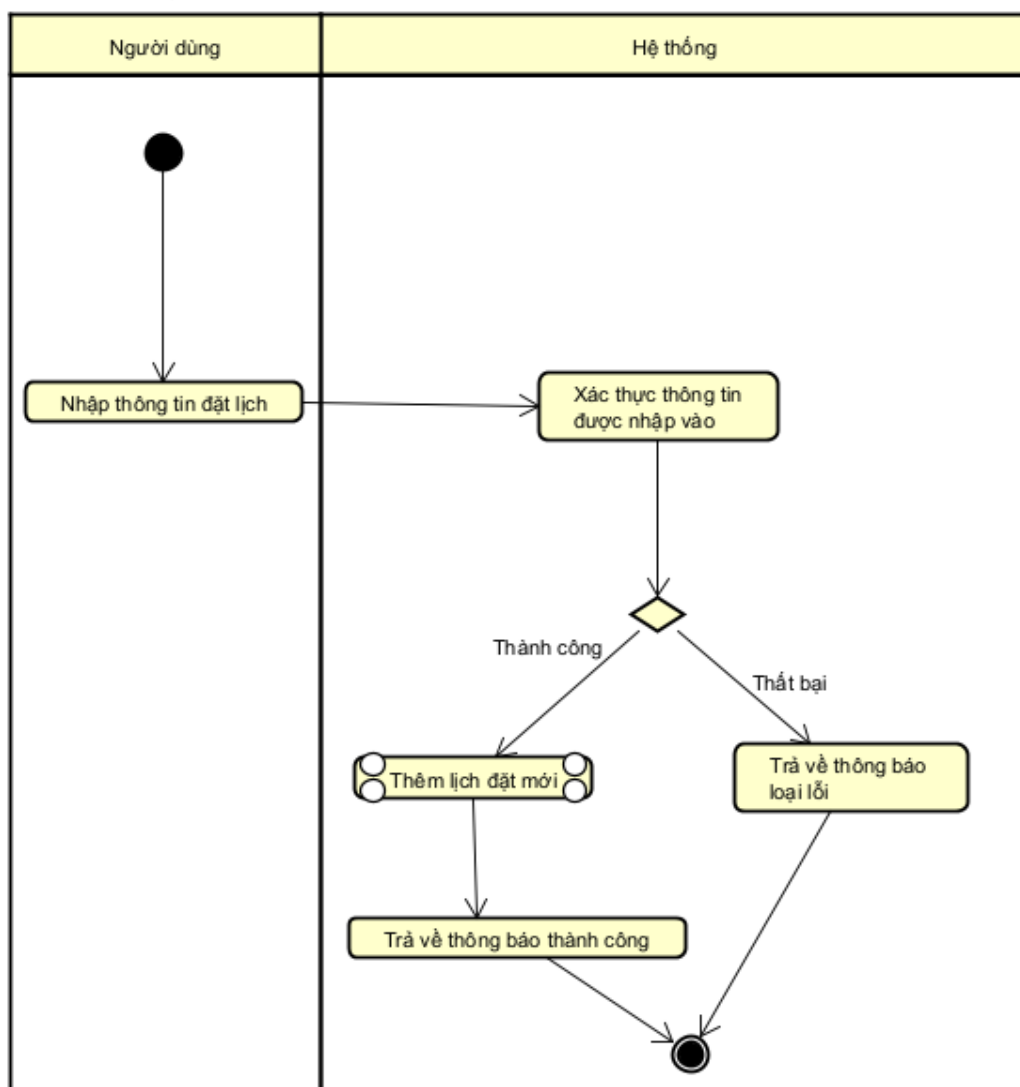 Người dùng
Hệ thống
Nhập thông tin đặt lịch
Xác thực thông tin
được nhập vào
Thành công
Thất bại
Thêm lịch đặt mới
Trả về thông báo
loại lỗi
Trả về thông báo thành công